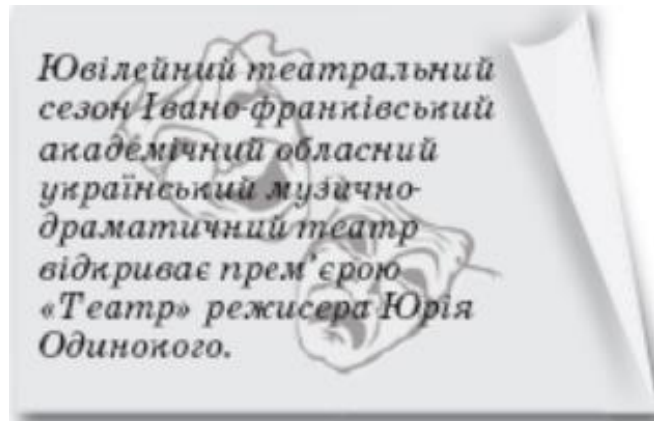 Ювілейний театральний
сезон Івано-франківський
академічний обласний
український музично-
драматичний театр
відкриває прем’єрою
«Театр» режисера Юрія
Одинокого.